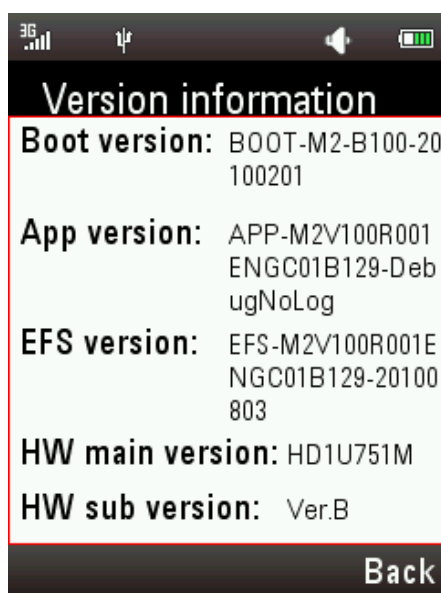 3G
Version information
Boot version: BOOT-M2-B100-20
100201
App version: APP-M2V100R001
ENGC01B129-Deb
ugNoLog
EFS version: EFS-M2V100R001E
NGC01B129-20100
803
HW main version: HD1U751M
HW sub version: Ver.B
Back